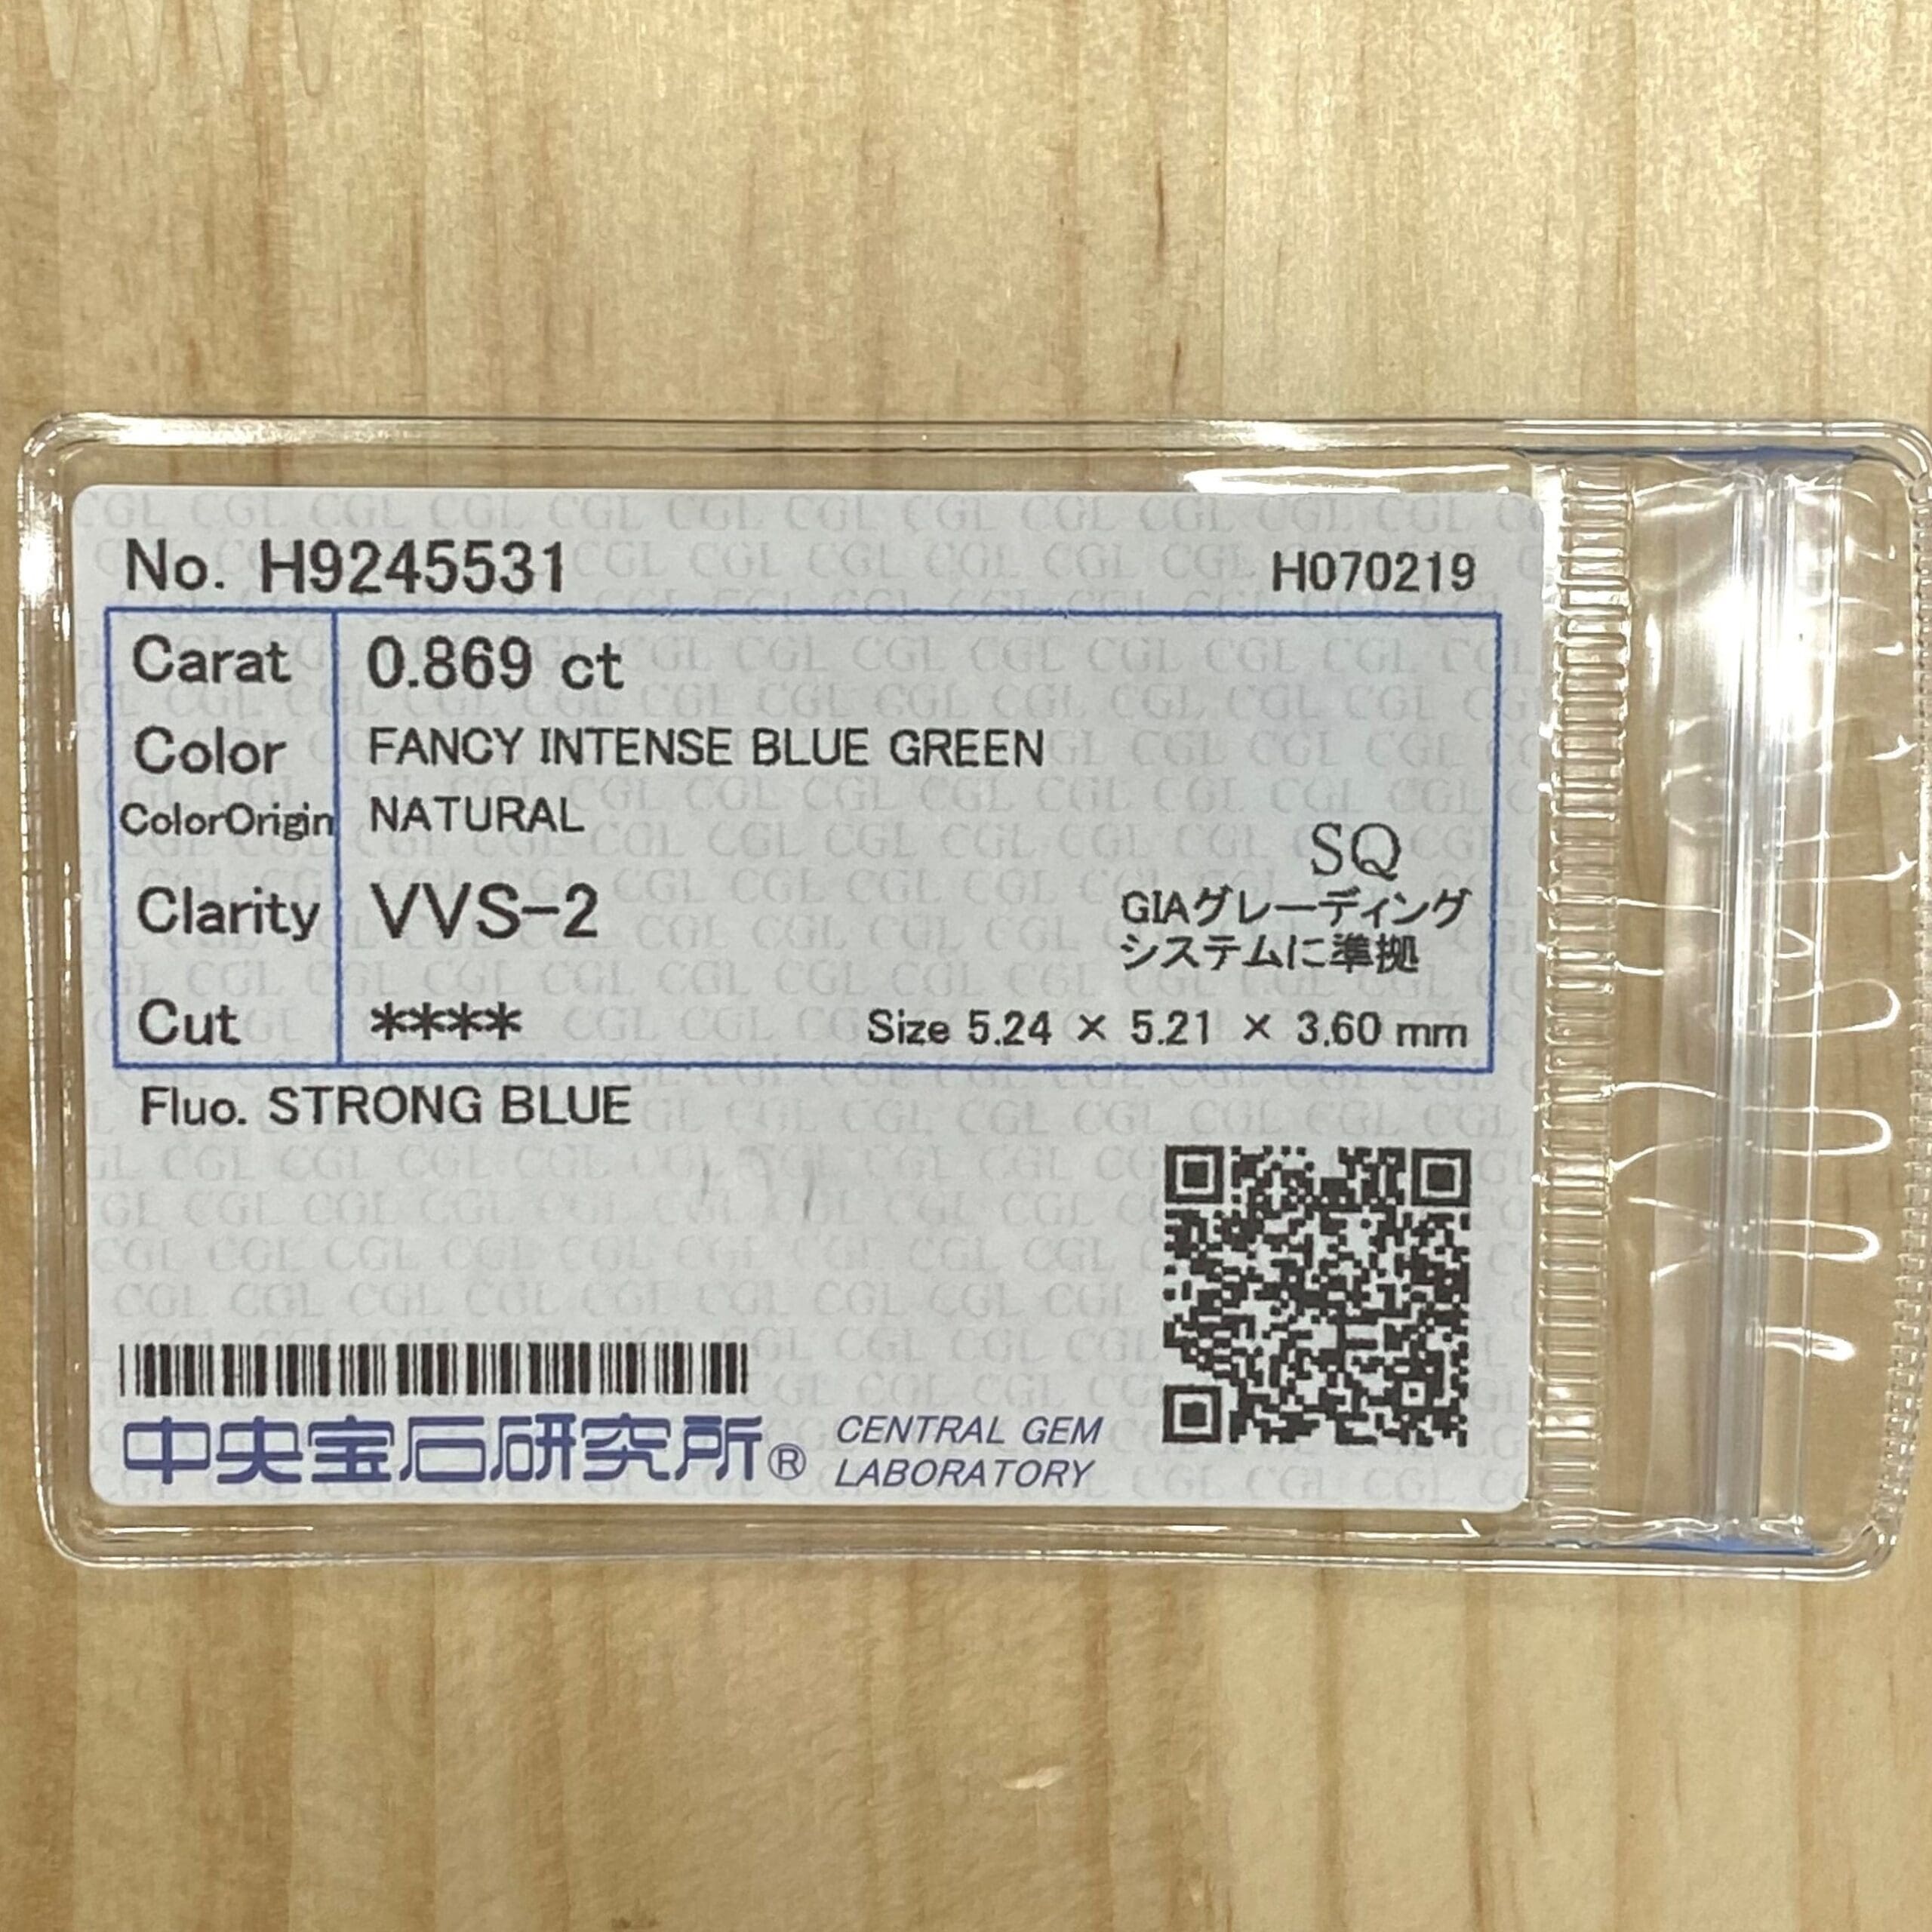 No. H9245531 H070219
Carat 0.869 ct
Color FANCY INTENSE BLUE GREEN
ColorOrigin NATURAL
SQ
Clarity VVS-2 GIAグレーディング
システムに準拠
Cut **** Size 5.24 × 5.21 × 3.60 mm
Fluo. STRONG BLUE
中央宝石研究所® CENTRAL GEM
LABORATORY